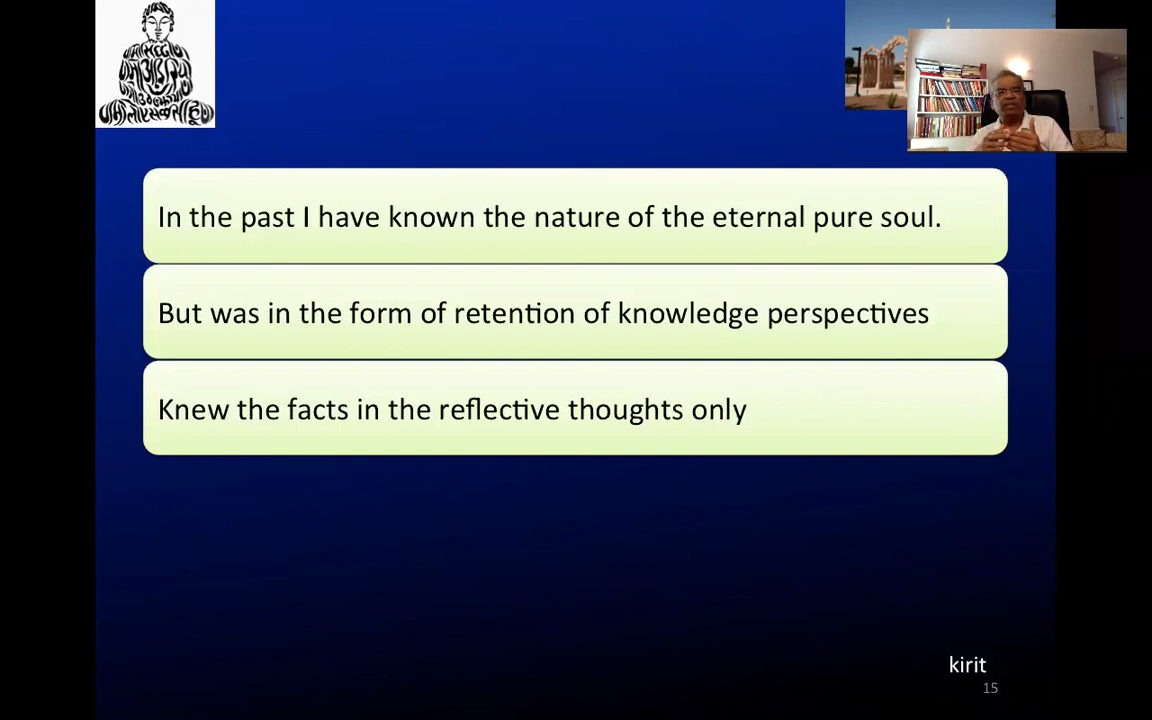 In the past I have known the nature of the eternal pure soul.
But was in the form of retention of knowledge perspectives
Knew the facts in the reflective thoughts only
kirit
15